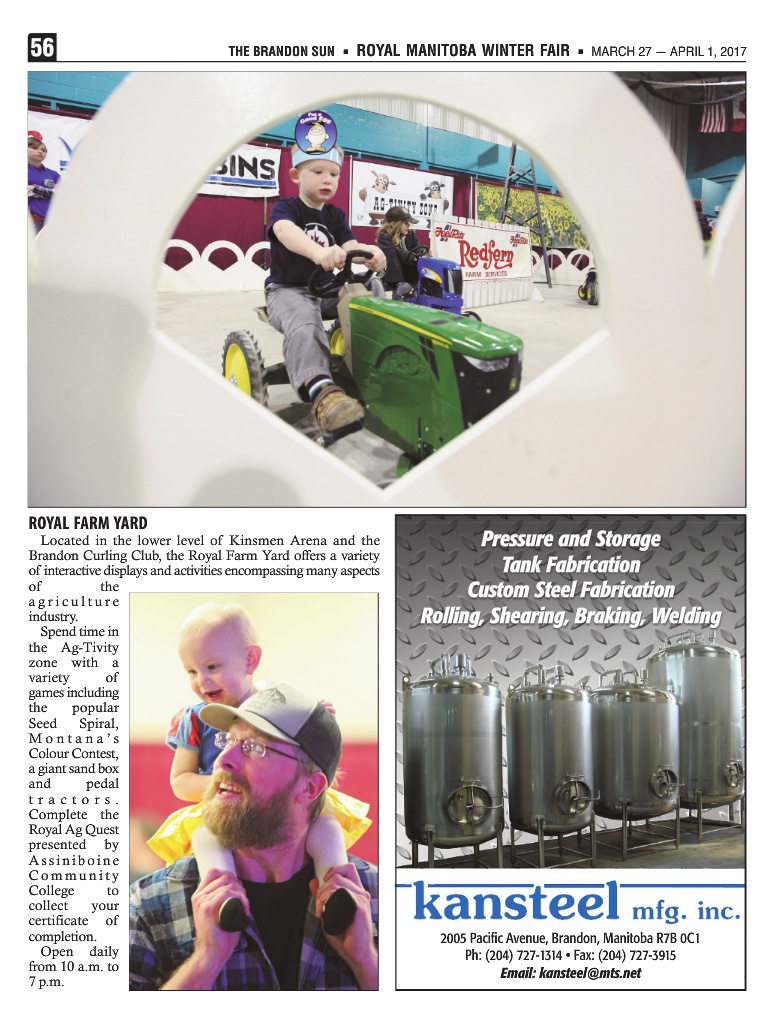 56
THE BRANDON SUN ▪ ROYAL MANITOBA WINTER FAIR ▪ MARCH 27 — APRIL 1, 2017
Good Egg
BINS
AG-TIVITY ZONE
Redfern
FARM SERVICES
ROYAL FARM YARD
Located in the lower level of Kinsmen Arena and the
Brandon Curling Club, the Royal Farm Yard offers a variety
of interactive displays and activities encompassing many aspects
of the
agriculture
industry.
Spend time in
the Ag-Tivity
zone with a
variety of
games including
the popular
Seed Spiral,
Montana's
Colour Contest,
a giant sand box
and pedal
tractors.
Complete the
Royal Ag Quest
presented by
Assiniboine
Community
College to
collect your
certificate of
completion.
Open daily
from 10 a.m. to
7 p.m.
Pressure and Storage
Tank Fabrication
Custom Steel Fabrication
Rolling, Shearing, Braking, Welding
kansteel mfg. inc.
2005 Pacific Avenue, Brandon, Manitoba R7B 0C1
Ph: (204) 727-1314 • Fax: (204) 727-3915
Email: kansteel@mts.net